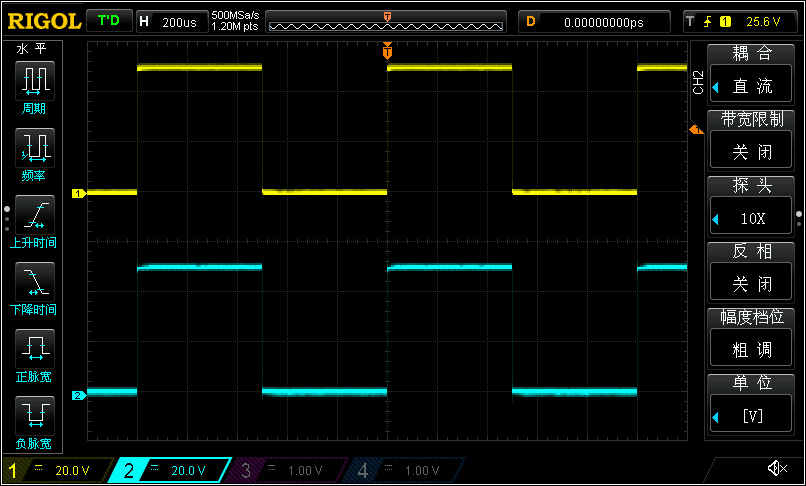 RIGOL T'D H 200us 500MSa/s D 0.00000000ps T 1 25.6 V
1.20M pts
T
水 平
周期
频率
上升时间
下降时间
正脉宽
负脉宽
T
1
2
1
CH2
耦 合
直 流
带宽限制
关 闭
探 头
10X
反 相
关 闭
幅度档位
粗 调
单 位
[V]
1 20.0 V 2 20.0 V 3 1.00 V 4 1.00 V